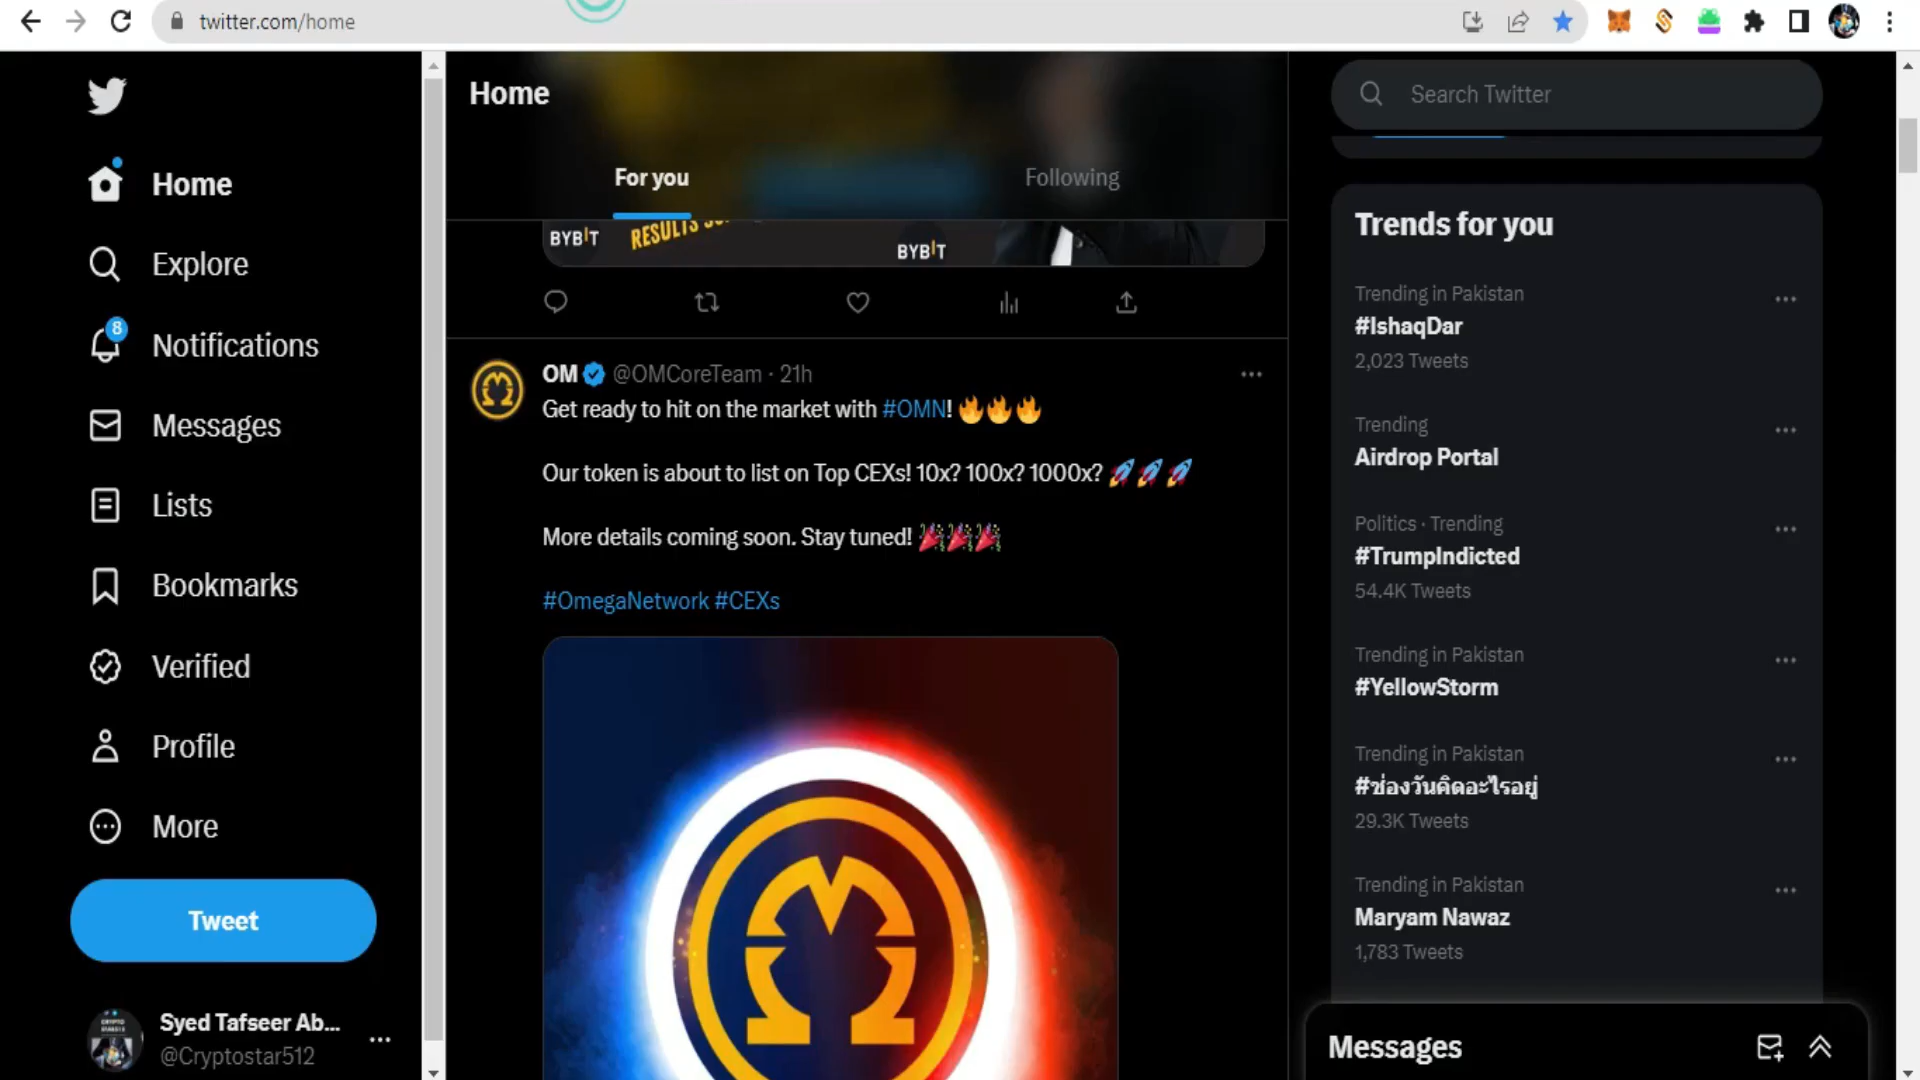 twitter.com/home
Home
Explore
8
Notifications
Messages
Lists
Bookmarks
Verified
Profile
More
Tweet
Syed Tafseer Ab...
@Cryptostar512
Home
For you
Following
BYBIT
BYBIT
OM @OMCoreTeam · 21h
Get ready to hit on the market with #OMN! 🔥🔥🔥
Our token is about to list on Top CEXs! 10x? 100x? 1000x? 🚀🚀🚀
More details coming soon. Stay tuned! 🎉🎉🎉
#OmegaNetwork #CEXs
Search Twitter
Trends for you
Trending in Pakistan
#IshaqDar
2,023 Tweets
Trending
Airdrop Portal
Politics · Trending
#TrumpIndicted
54.4K Tweets
Trending in Pakistan
#YellowStorm
Trending in Pakistan
#ช่องวันคิดอะไรอยู่
29.3K Tweets
Trending in Pakistan
Maryam Nawaz
1,783 Tweets
Messages